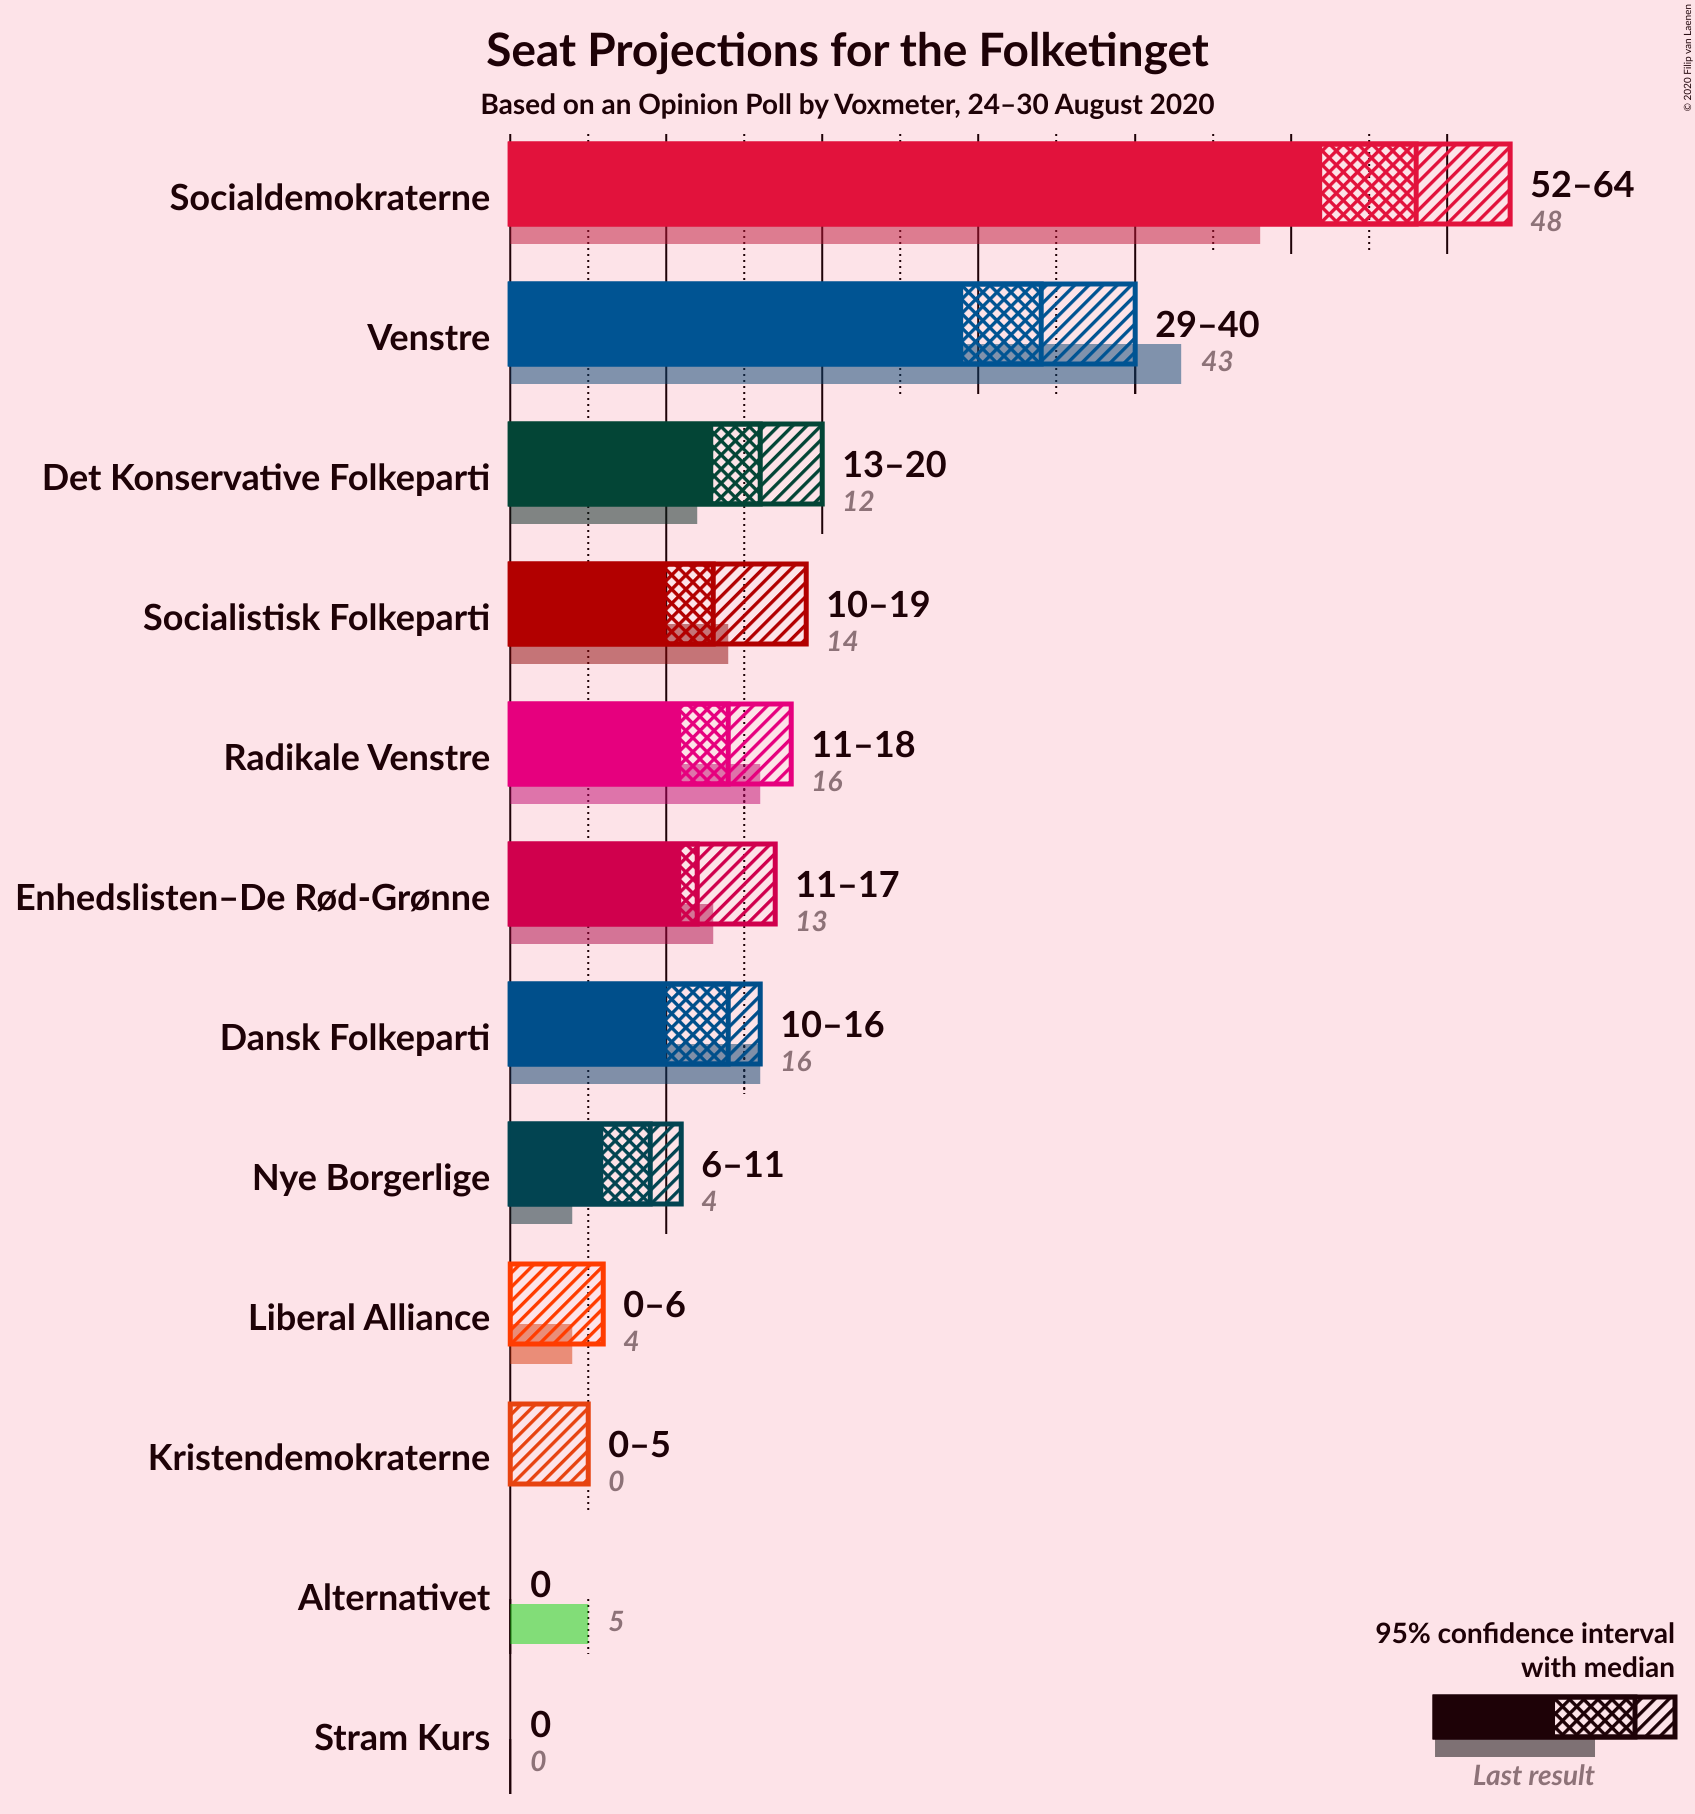 Seat Projections for the Folketinget
Based on an Opinion Poll by Voxmeter, 24–30 August 2020
© 2020 Filip van Laenen
Socialdemokraterne
52–64
48
Venstre
29–40
43
Det Konservative Folkeparti
13–20
12
Socialistisk Folkeparti
10–19
14
Radikale Venstre
11–18
16
Enhedslisten–De Rød-Grønne
11–17
13
Dansk Folkeparti
10–16
16
Nye Borgerlige
6–11
4
Liberal Alliance
0–6
4
Kristendemokraterne
0–5
0
Alternativet
0
5
Stram Kurs
0
0
95% confidence interval
with median
Last result